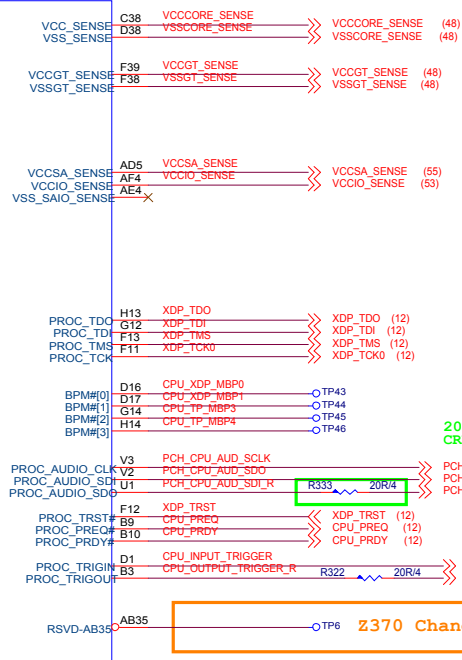 VCC_SENSE C38 VCCCORE_SENSE VCCCORE_SENSE (48)
VSS_SENSE D38 VSSCORE_SENSE VSSCORE_SENSE (48)
VCCGT_SENSE F39 VCCGT_SENSE VCCGT_SENSE (48)
VSSGT_SENSE F38 VSSGT_SENSE VSSGT_SENSE (48)
VCCSA_SENSE AD5 VCCSA_SENSE VCCSA_SENSE (55)
VCCIO_SENSE AF4 VCCIO_SENSE VCCIO_SENSE (53)
VSS_SAIO_SENSE AE4
PROC_TDO H13 XDP_TDO XDP_TDO (12)
PROC_TDI G12 XDP_TDI XDP_TDI (12)
PROC_TMS F13 XDP_TMS XDP_TMS (12)
PROC_TCK F11 XDP_TCK0 XDP_TCK0 (12)
BPM#[0] D16 CPU_XDP_MBP0 TP43
BPM#[1] D17 CPU_XDP_MBP1 TP44
BPM#[2] G14 CPU_TP_MBP3 TP45
BPM#[3] H14 CPU_TP_MBP4 TP46
20
CR
PROC_AUDIO_CLK V3 PCH_CPU_AUD_SCLK PCH
PROC_AUDIO_SDI V2 PCH_CPU_AUD_SDO PCH
PROC_AUDIO_SDO U1 PCH_CPU_AUD_SDI_R R333 20R/4 PCH
PROC_TRST# F12 XDP_TRST XDP_TRST (12)
PROC_PREQ# B9 CPU_PREQ CPU_PREQ (12)
PROC_PRDY# B10 CPU_PRDY CPU_PRDY (12)
PROC_TRIGIN D1 CPU_INPUT_TRIGGER
PROC_TRIGOUT B3 CPU_OUTPUT_TRIGGER_R R322 20R/4
RSVD-AB35 AB35 TP6 Z370 Chan